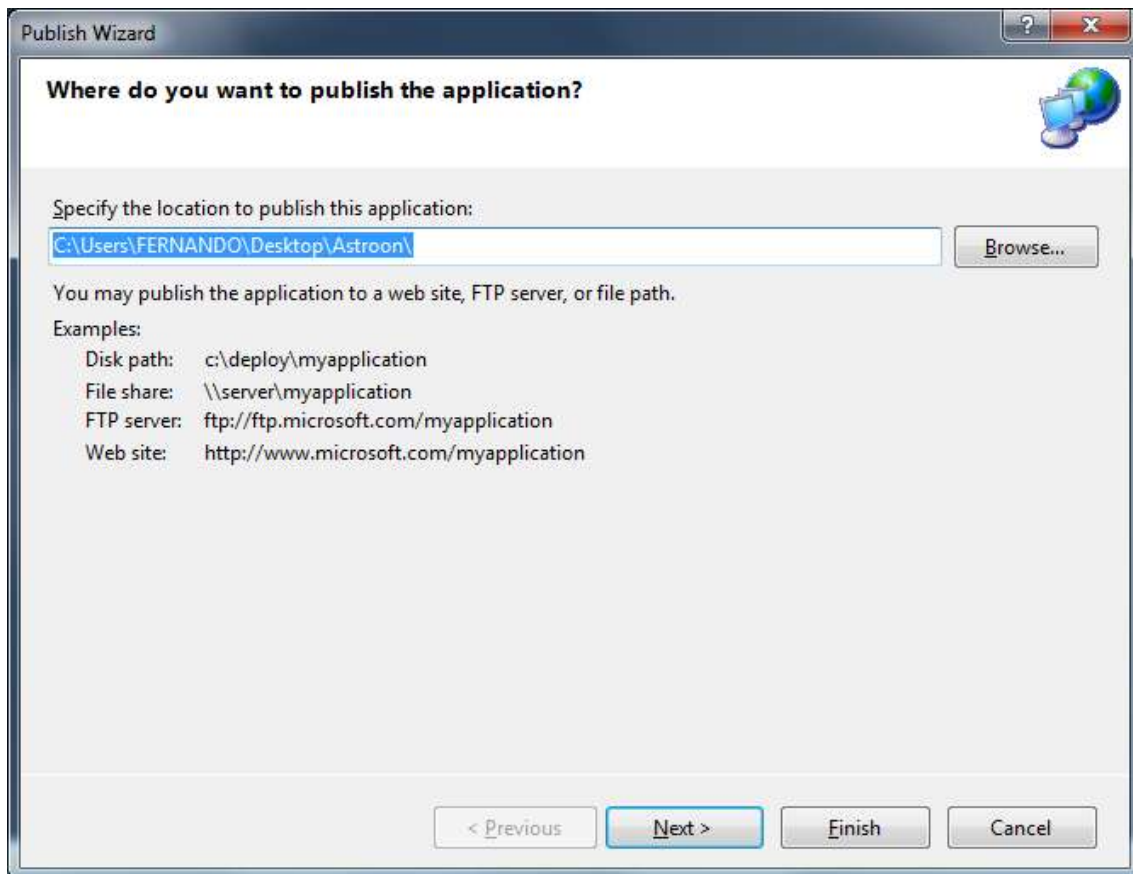 Publish Wizard
Where do you want to publish the application?
Specify the location to publish this application:
C:\Users\FERNANDO\Desktop\Astroon\
Browse...
You may publish the application to a web site, FTP server, or file path.
Examples:
Disk path: c:\deploy\myapplication
File share: \\server\myapplication
FTP server: ftp://ftp.microsoft.com/myapplication
Web site: http://www.microsoft.com/myapplication
< Previous Next > Finish Cancel